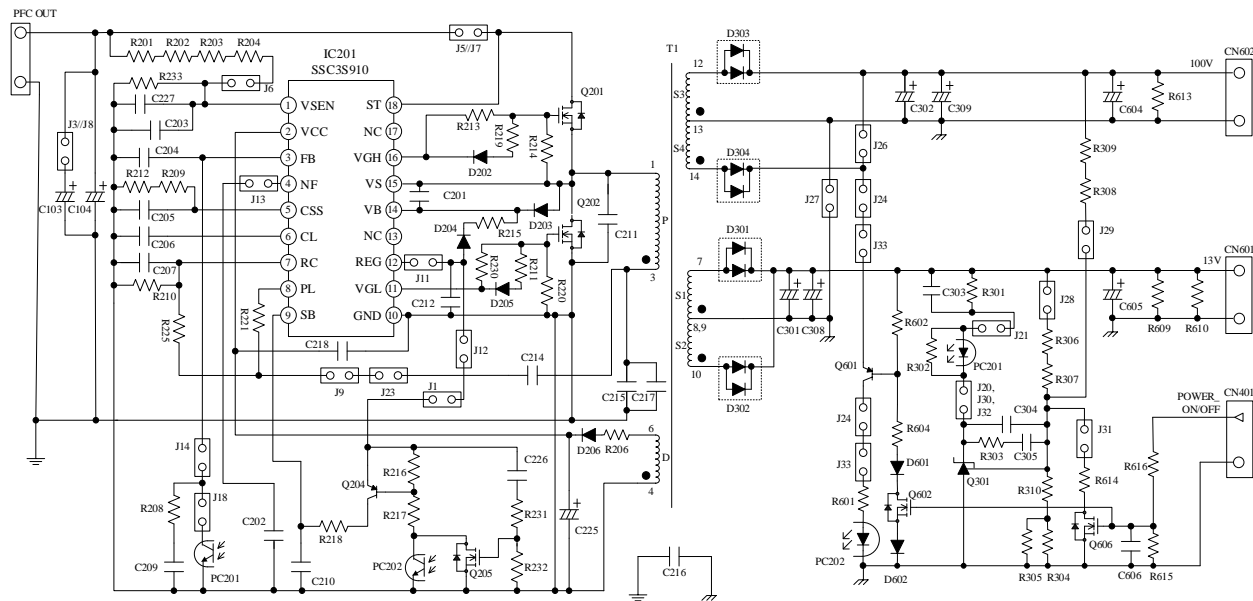 PFC OUT
R201 R202 R203 R204
R233
C227
C203
C204
R212 R209
C205
C206
C207
R210
R225
R221
J3//J8
C103
C104
J6
J13
IC201
SSC3S910
1 VSEN
2 VCC
3 FB
4 NF
5 CSS
6 CL
7 RC
8 PL
9 SB
ST 18
NC 17
VGH 16
VS 15
VB 14
NC 13
REG 12
VGL 11
GND 10
J5//J7
Q201
R213
R219
R214
D202
C201
Q202
D203
D204
R215
C211
R230
R211
R220
D205
J11
C212
J12
C218
J9
J23
C214
J1
C215
C217
T1
1
P
3
6
D
4
D206
R206
C225
J14
J18
R208
C209
PC201
C202
C210
R218
Q204
R216
R217
PC202
Q205
C226
R231
R232
C216
12
S3
13
S4
14
7
S1
8,9
S2
10
D303
D304
D301
D302
C302
C309
C604
R613
100V
CN602
J26
J27
J24
J33
R309
R308
J29
13V
CN601
C301
C308
C303
R301
J28
C605
R609
R610
R602
R302
PC201
J21
R306
R307
Q601
J20,
J30,
J32
C304
R303
C305
J31
POWER_
ON/OFF
CN401
J24
J33
R601
PC202
R604
D601
Q602
D602
Q301
R310
R614
R616
R305
R304
Q606
C606
R615